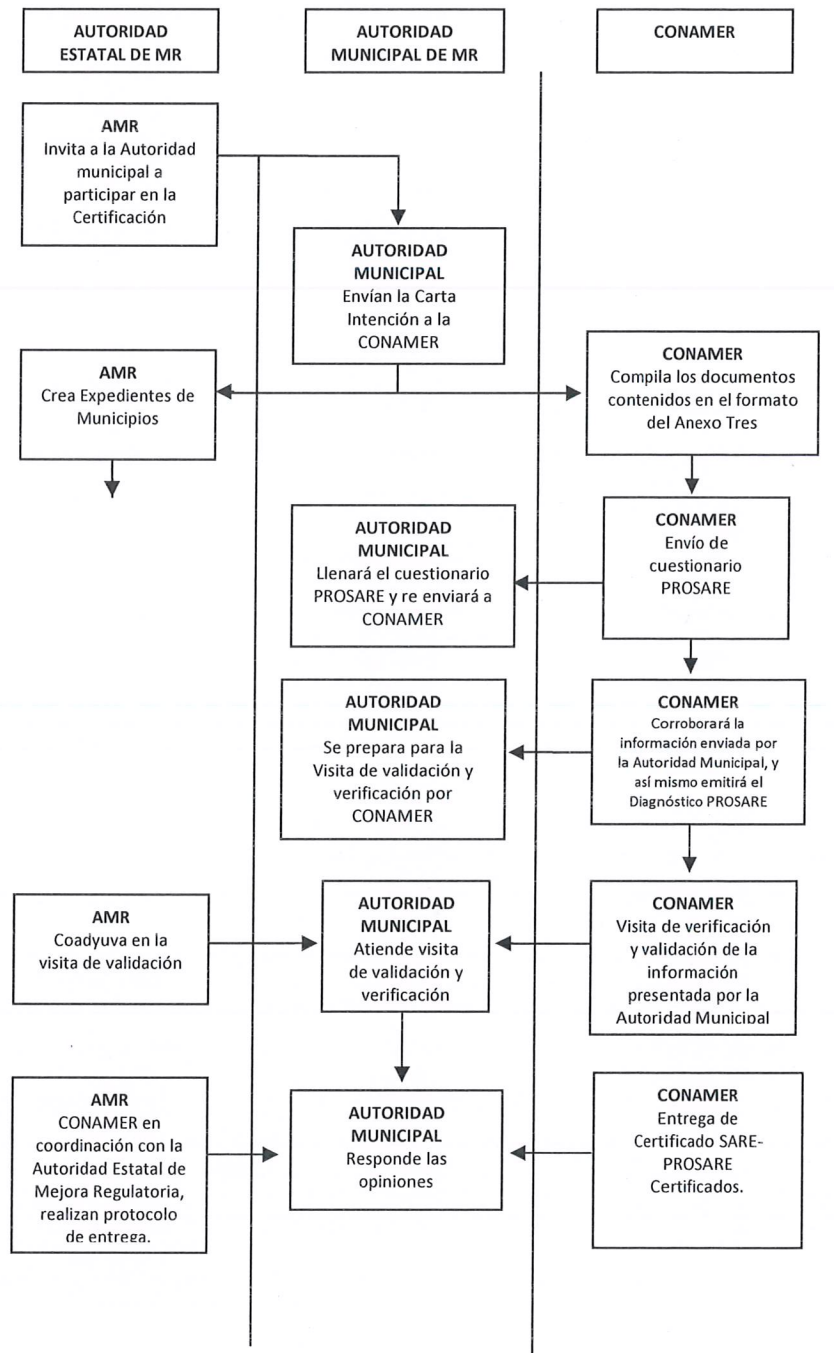 AUTORIDAD
ESTATAL DE MR
AUTORIDAD
MUNICIPAL DE MR
CONAMER
AMR
Invita a la Autoridad
municipal a
participar en la
Certificación
AUTORIDAD
MUNICIPAL
Envían la Carta
Intención a la
CONAMER
AMR
Crea Expedientes de
Municipios
CONAMER
Compila los documentos
contenidos en el formato
del Anexo Tres
AUTORIDAD
MUNICIPAL
Llenará el cuestionario
PROSARE y re enviará a
CONAMER
CONAMER
Envío de
cuestionario
PROSARE
AUTORIDAD
MUNICIPAL
Se prepara para la
Visita de validación y
verificación por
CONAMER
CONAMER
Corroborará la
información enviada por
la Autoridad Municipal, y
así mismo emitirá el
Diagnóstico PROSARE
AMR
Coadyuva en la
visita de validación
AUTORIDAD
MUNICIPAL
Atiende visita
de validación y
verificación
CONAMER
Visita de verificación
y validación de la
información
presentada por la
Autoridad Municipal
AMR
CONAMER en
coordinación con la
Autoridad Estatal de
Mejora Regulatoria,
realizan protocolo
de entrega.
AUTORIDAD
MUNICIPAL
Responde las
opiniones
CONAMER
Entrega de
Certificado SARE-
PROSARE
Certificados.